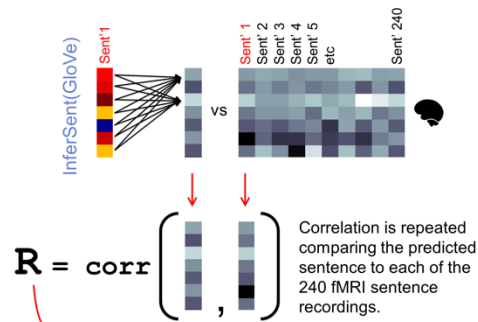 Sent'1
InferSent(GloVe)
vs
Sent' 1
Sent' 2
Sent' 3
Sent' 4
Sent' 5
etc
Sent' 240
R = corr ( , )
Correlation is repeated
comparing the predicted
sentence to each of the
240 fMRI sentence
recordings.